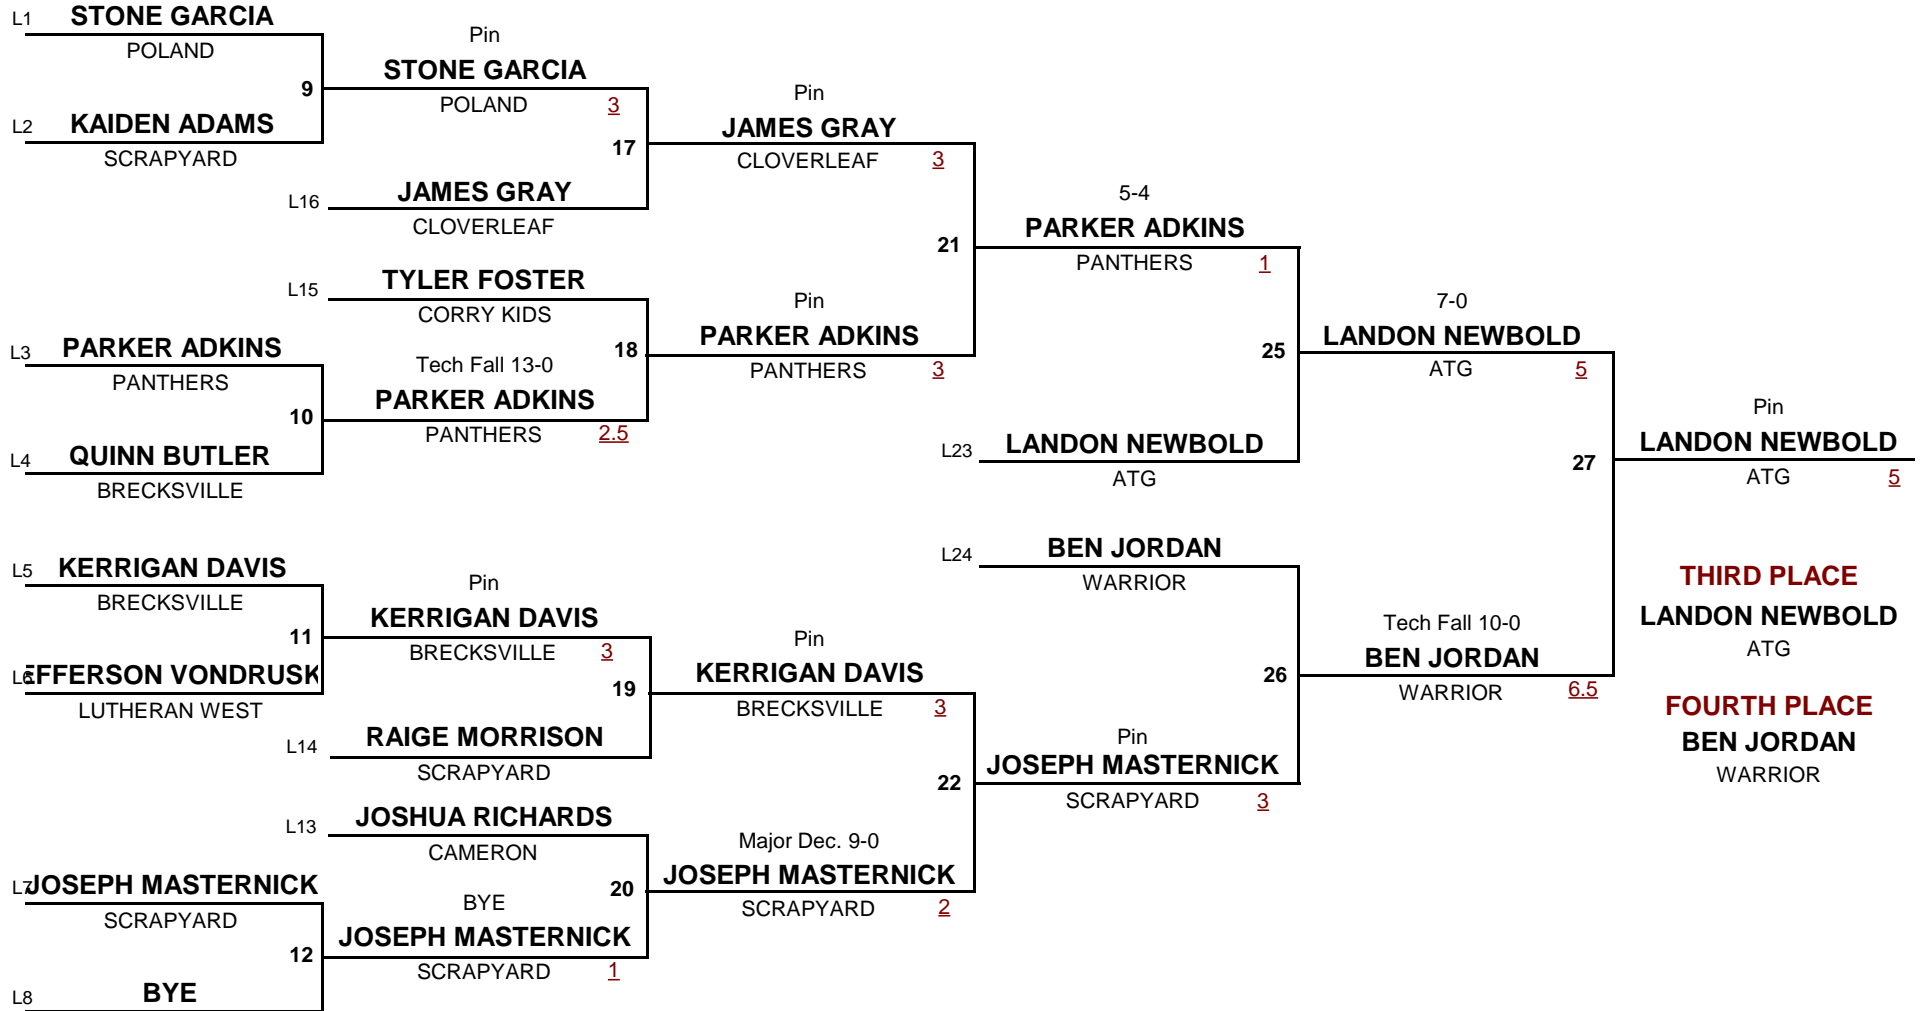 L1 STONE GARCIA
POLAND
9
L2 KAIDEN ADAMS
SCRAPYARD
L3 PARKER ADKINS
PANTHERS
10
L4 QUINN BUTLER
BRECKSVILLE
L5 KERRIGAN DAVIS
BRECKSVILLE
11
L6 EFFERSON VONDRUSK
LUTHERAN WEST
L7 JOSEPH MASTERNICK
SCRAPYARD
12
L8 BYE
Pin
STONE GARCIA
POLAND 3
17
L16 JAMES GRAY
CLOVERLEAF
L15 TYLER FOSTER
CORRY KIDS
18
Tech Fall 13-0
PARKER ADKINS
PANTHERS 2.5
Pin
KERRIGAN DAVIS
BRECKSVILLE 3
19
L14 RAIGE MORRISON
SCRAPYARD
L13 JOSHUA RICHARDS
CAMERON
20
BYE
JOSEPH MASTERNICK
SCRAPYARD 1
Pin
JAMES GRAY
CLOVERLEAF 3
21
Pin
PARKER ADKINS
PANTHERS 3
Pin
KERRIGAN DAVIS
BRECKSVILLE 3
22
Major Dec. 9-0
JOSEPH MASTERNICK
SCRAPYARD 2
5-4
PARKER ADKINS
PANTHERS 1
25
L23 LANDON NEWBOLD
ATG
L24 BEN JORDAN
WARRIOR
26
Pin
JOSEPH MASTERNICK
SCRAPYARD 3
7-0
LANDON NEWBOLD
ATG 5
27
Tech Fall 10-0
BEN JORDAN
WARRIOR 6.5
Pin
LANDON NEWBOLD
ATG 5
THIRD PLACE
LANDON NEWBOLD
ATG
FOURTH PLACE
BEN JORDAN
WARRIOR